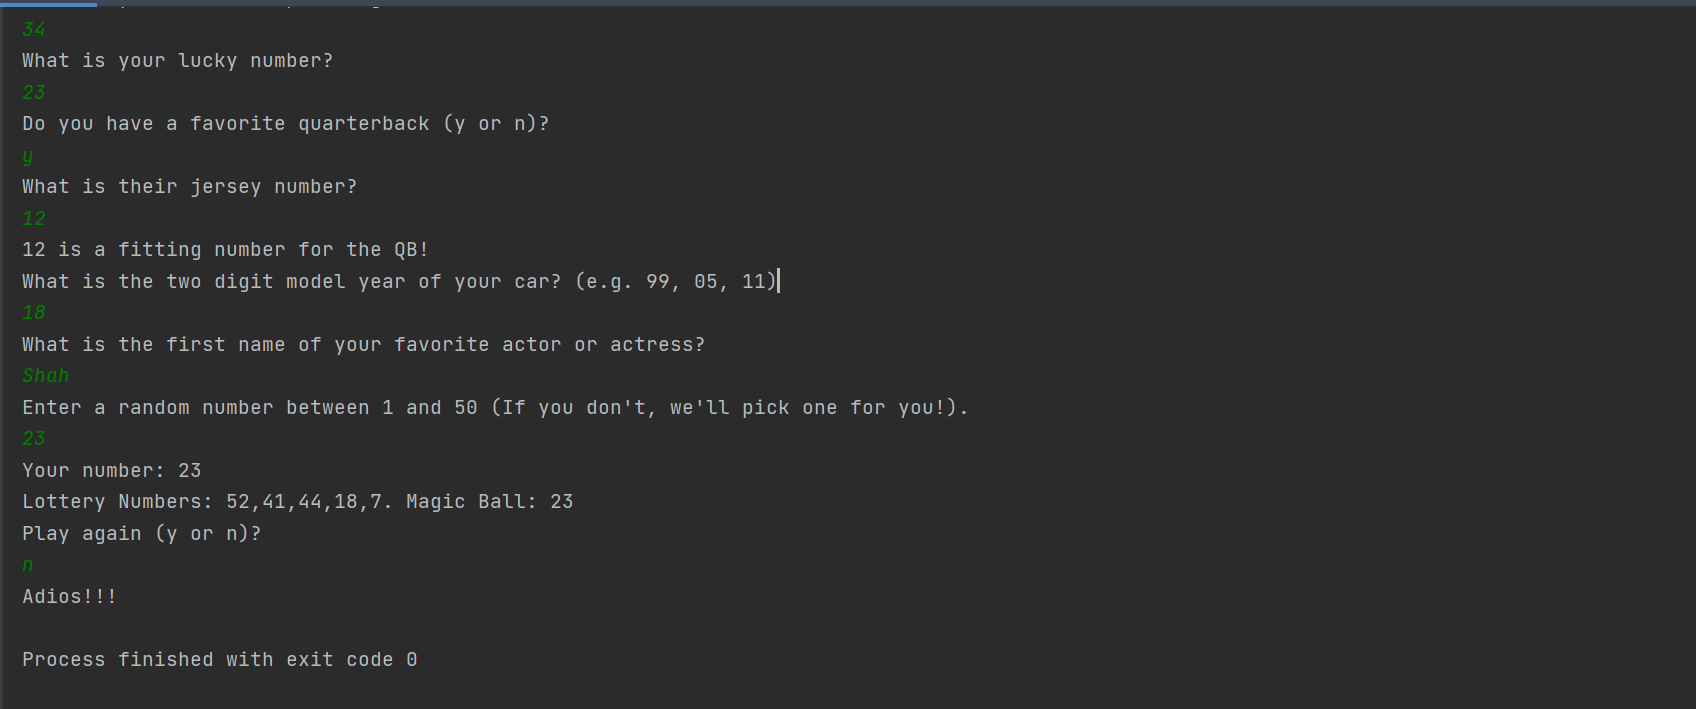 34
What is your lucky number?
23
Do you have a favorite quarterback (y or n)?
y
What is their jersey number?
12
12 is a fitting number for the QB!
What is the two digit model year of your car? (e.g. 99, 05, 11)
18
What is the first name of your favorite actor or actress?
Shah
Enter a random number between 1 and 50 (If you don't, we'll pick one for you!).
23
Your number: 23
Lottery Numbers: 52,41,44,18,7. Magic Ball: 23
Play again (y or n)?
n
Adios!!!
Process finished with exit code 0